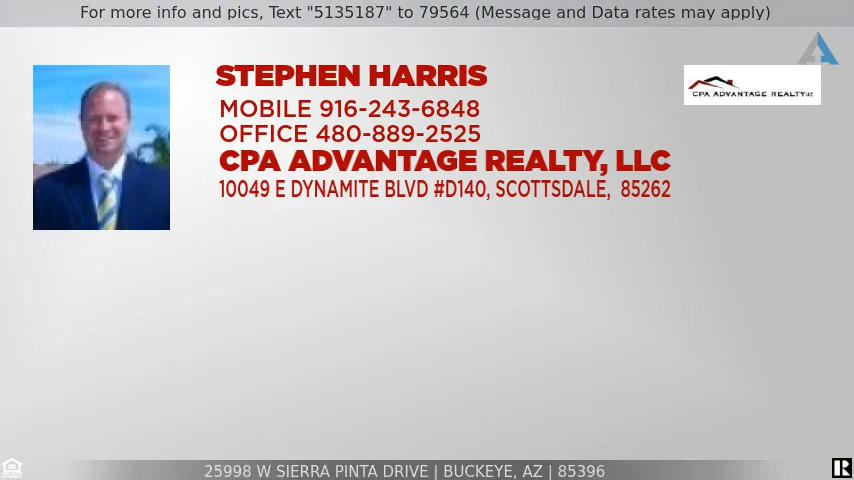 For more info and pics, Text "5135187" to 79564 (Message and Data rates may apply)
STEPHEN HARRIS
MOBILE 916-243-6848
OFFICE 480-889-2525
CPA ADVANTAGE REALTY, LLC
10049 E DYNAMITE BLVD #D140, SCOTTSDALE, 85262
CPA ADVANTAGE REALTY LLC
25998 W SIERRA PINTA DRIVE | BUCKEYE, AZ | 85396